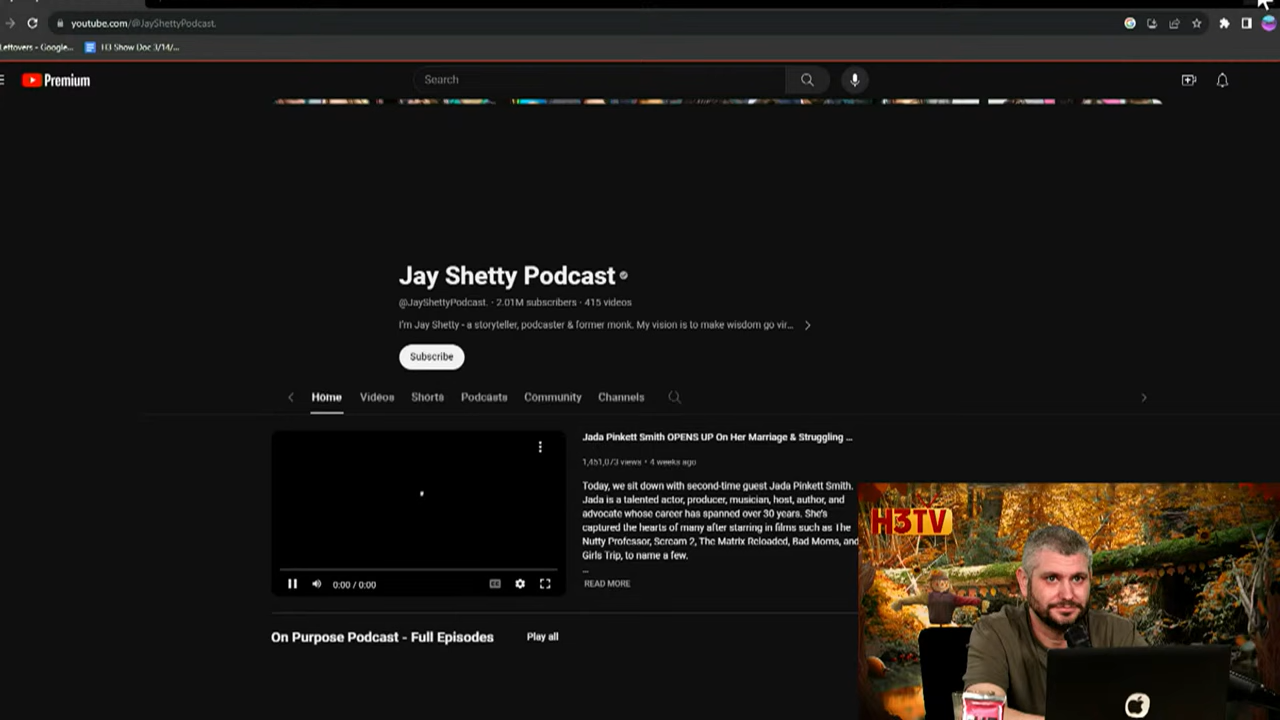 youtube.com/@JayShettyPodcast.
Leftovers - Google...
H3 Show Doc 3/14/...
Premium
Search
Jay Shetty Podcast
@JayShettyPodcast. · 2.01M subscribers · 415 videos
I'm Jay Shetty - a storyteller, podcaster & former monk. My vision is to make wisdom go vir...
Subscribe
Home Videos Shorts Podcasts Community Channels
Jada Pinkett Smith OPENS UP On Her Marriage & Struggling ...
1,451,073 views • 4 weeks ago
Today, we sit down with second-time guest Jada Pinkett Smith.
Jada is a talented actor, producer, musician, host, author, and
advocate whose career has spanned over 30 years. She's
captured the hearts of many after starring in films such as The
Nutty Professor, Scream 2, The Matrix Reloaded, Bad Moms, and
Girls Trip, to name a few.
...
READ MORE
0:00 / 0:00
H3TV
On Purpose Podcast - Full Episodes
Play all